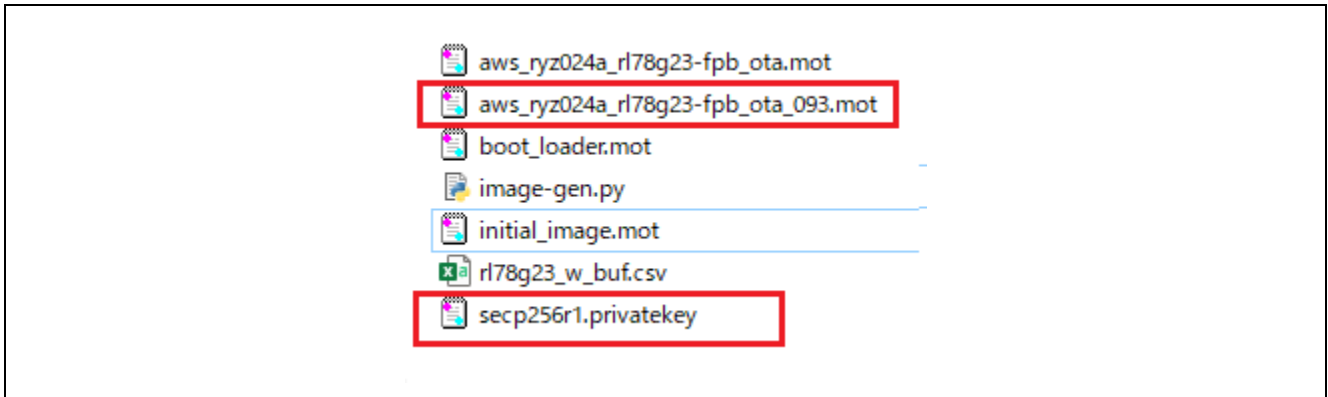 aws_ryz024a_rl78g23-fpb_ota.mot
aws_ryz024a_rl78g23-fpb_ota_093.mot
boot_loader.mot
image-gen.py
initial_image.mot
rl78g23_w_buf.csv
secp256r1.privatekey